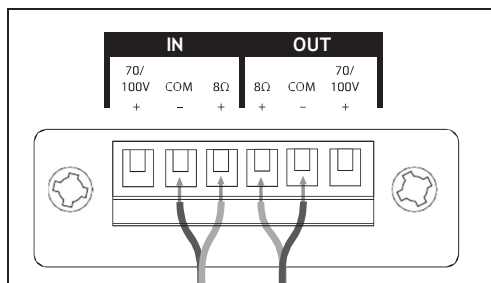 IN OUT
70/ 70/
100V COM 8Ω 8Ω COM 100V
+ – + + – +